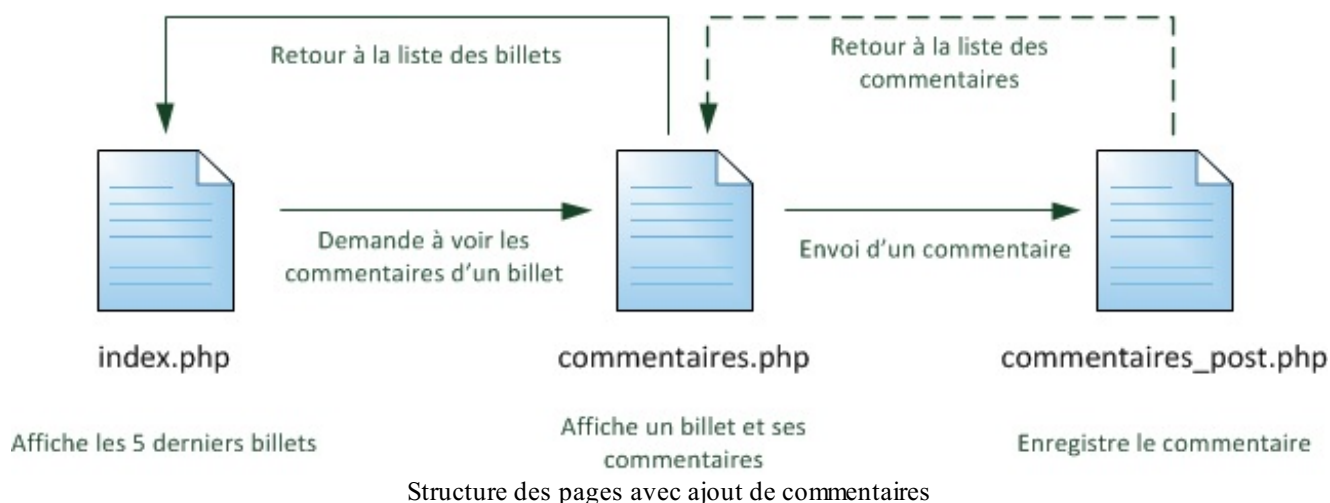 Retour à la liste des billets
Retour à la liste des
commentaires
Demande à voir les
commentaires d'un billet
Envoi d'un commentaire
index.php
commentaires.php
commentaires_post.php
Affiche les 5 derniers billets
Affiche un billet et ses
commentaires
Enregistre le commentaire
Structure des pages avec ajout de commentaires